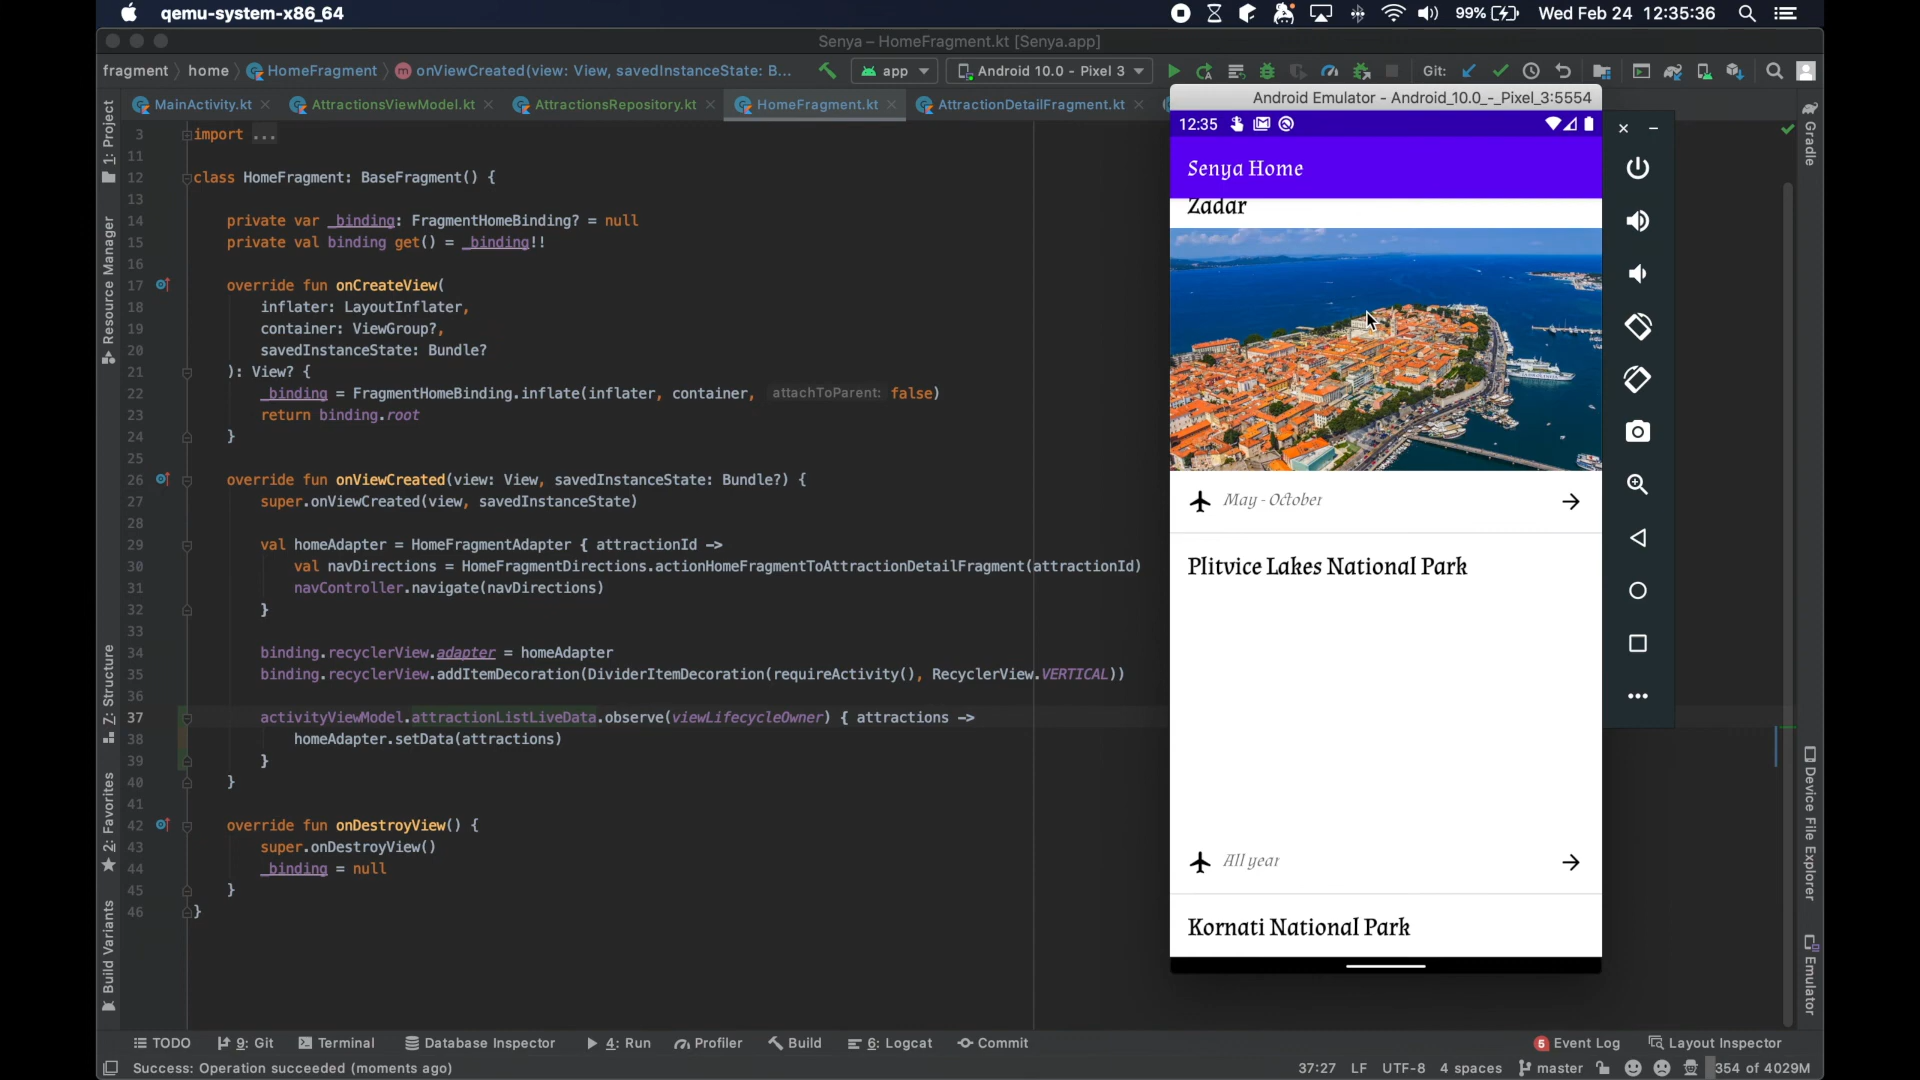 qemu-system-x86_64
99%
Wed Feb 24 12:35:36
Senya – HomeFragment.kt [Senya.app]
fragment
home
HomeFragment
onViewCreated(view: View, savedInstanceState: B...
app
Android 10.0 - Pixel 3
Git:
MainActivity.kt
AttractionsViewModel.kt
AttractionsRepository.kt
HomeFragment.kt
AttractionDetailFragment.kt
1: Project
Resource Manager
Z: Structure
2: Favorites
Build Variants
3 import ...
11
12 class HomeFragment: BaseFragment() {
13
14 private var _binding: FragmentHomeBinding? = null
15 private val binding get() = _binding!!
16
17 override fun onCreateView(
18 inflater: LayoutInflater,
19 container: ViewGroup?,
20 savedInstanceState: Bundle?
21 ): View? {
22 _binding = FragmentHomeBinding.inflate(inflater, container, attachToParent: false)
23 return binding.root
24 }
25
26 override fun onViewCreated(view: View, savedInstanceState: Bundle?) {
27 super.onViewCreated(view, savedInstanceState)
28
29 val homeAdapter = HomeFragmentAdapter { attractionId ->
30 val navDirections = HomeFragmentDirections.actionHomeFragmentToAttractionDetailFragment(attractionId)
31 navController.navigate(navDirections)
32 }
33
34 binding.recyclerView.adapter = homeAdapter
35 binding.recyclerView.addItemDecoration(DividerItemDecoration(requireActivity(), RecyclerView.VERTICAL))
36
37 activityViewModel.attractionListLiveData.observe(viewLifecycleOwner) { attractions ->
38 homeAdapter.setData(attractions)
39 }
40 }
41
42 override fun onDestroyView() {
43 super.onDestroyView()
44 _binding = null
45 }
46 }
Android Emulator - Android_10.0_-_Pixel_3:5554
12:35
Senya Home
Zadar
May - October
Plitvice Lakes National Park
All year
Kornati National Park
Gradle
Device File Explorer
Emulator
TODO
9: Git
Terminal
Database Inspector
4: Run
Profiler
Build
6: Logcat
Commit
5 Event Log
Layout Inspector
Success: Operation succeeded (moments ago)
37:27
LF
UTF-8
4 spaces
master
354 of 4029M